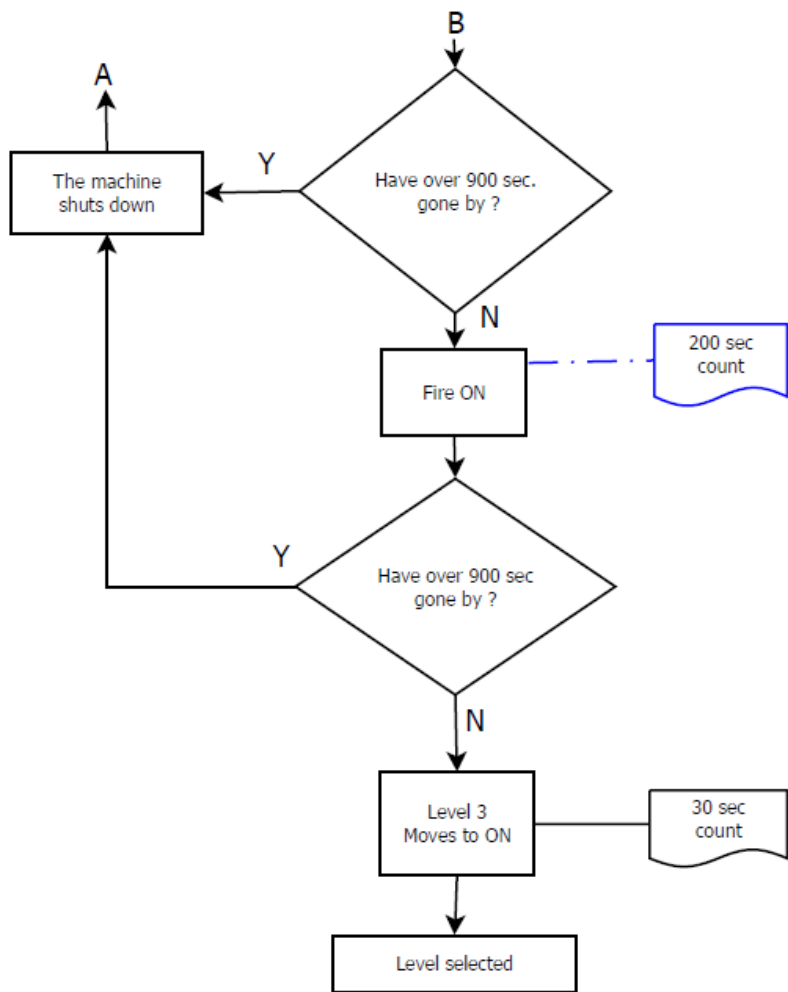 B
A
Y
Have over 900 sec.
gone by ?
The machine
shuts down
N
200 sec
count
Fire ON
Y
Have over 900 sec
gone by ?
N
Level 3
Moves to ON
30 sec
count
Level selected